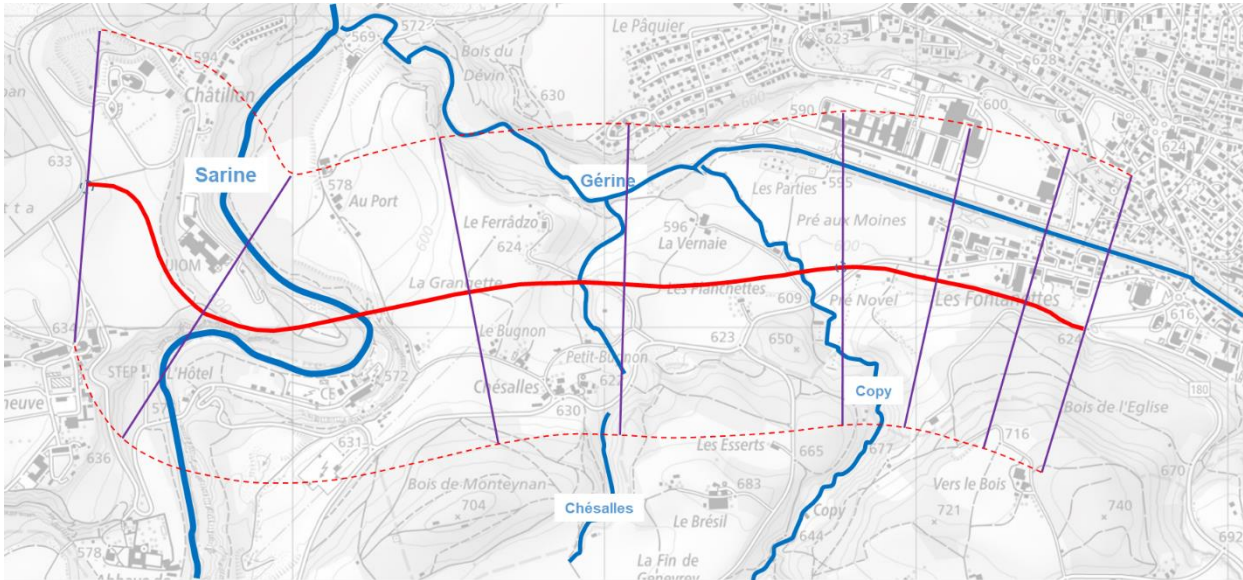 572
569
Le Pâquier
623
594
Bois du
Dévin
628
Châtillon
630
590
600
624
633
Sarine
578
Au Port
Gérine
Les Parties
595
Le Ferrâdzo
596
Pré aux Moines
624
La Vernaie
600
UIOM
La Grangette
Les Planchettes
609
Pré Novel
Les Fontanettes
616
634
Le Bugnon
623
650
624
STEP
L'Hôtel
Petit-Bugnon
622
572
Chésalles
Copy
180
630
Bois de l'Eglise
631
716
636
Les Esserts
665
677
670
Bois de Monteynan
683
Vers le Bois
704
Chésalles
Le Brésil
Copy
721
740
578
644
692
La Fin de